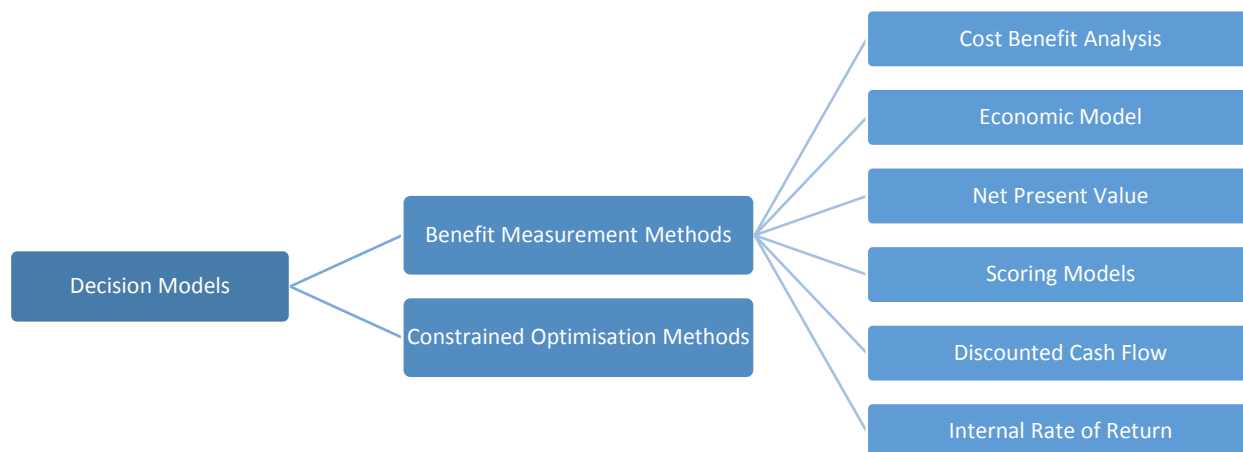 Decision Models
Benefit Measurement Methods
Constrained Optimisation Methods
Cost Benefit Analysis
Economic Model
Net Present Value
Scoring Models
Discounted Cash Flow
Internal Rate of Return